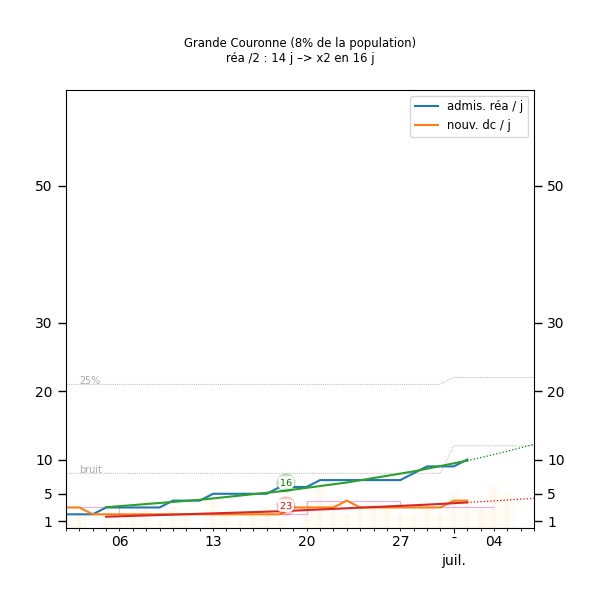 Grande Couronne (8% de la population)
réa /2 : 14 j –> x2 en 16 j
admis. réa / j
nouv. dc / j
50 50
30 30
25%
20 20
10 10
bruit
16
5 5
23
1 1
06 13 20 27 - 04
juil.